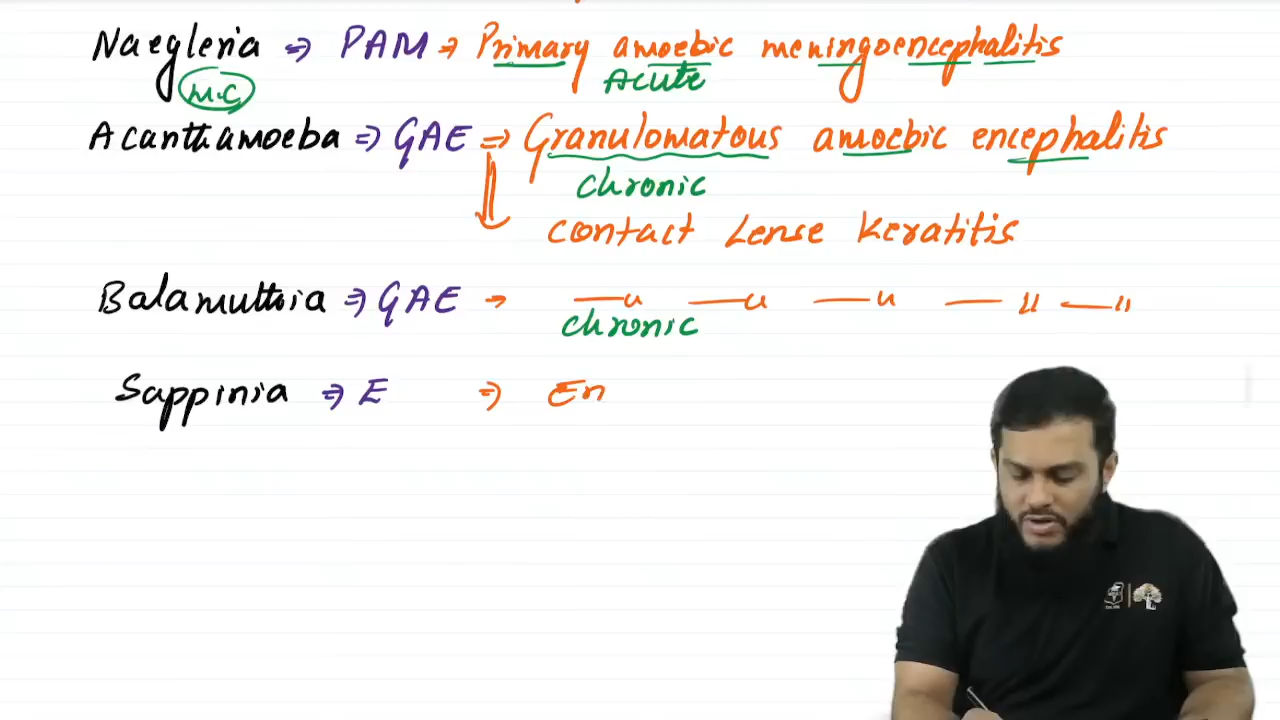 Naegleria ⇒ PAM → Primary amoebic meningoencephalitis
M.C
Acute
Acanthamoeba ⇒ GAE ⇒ Granulomatous amoebic encephalitis
chronic
contact Lense Keratitis
Balamuthia ⇒ GAE → —〃 —〃 —〃 —〃 —〃
chronic
Sappinia ⇒ E ⇒ En